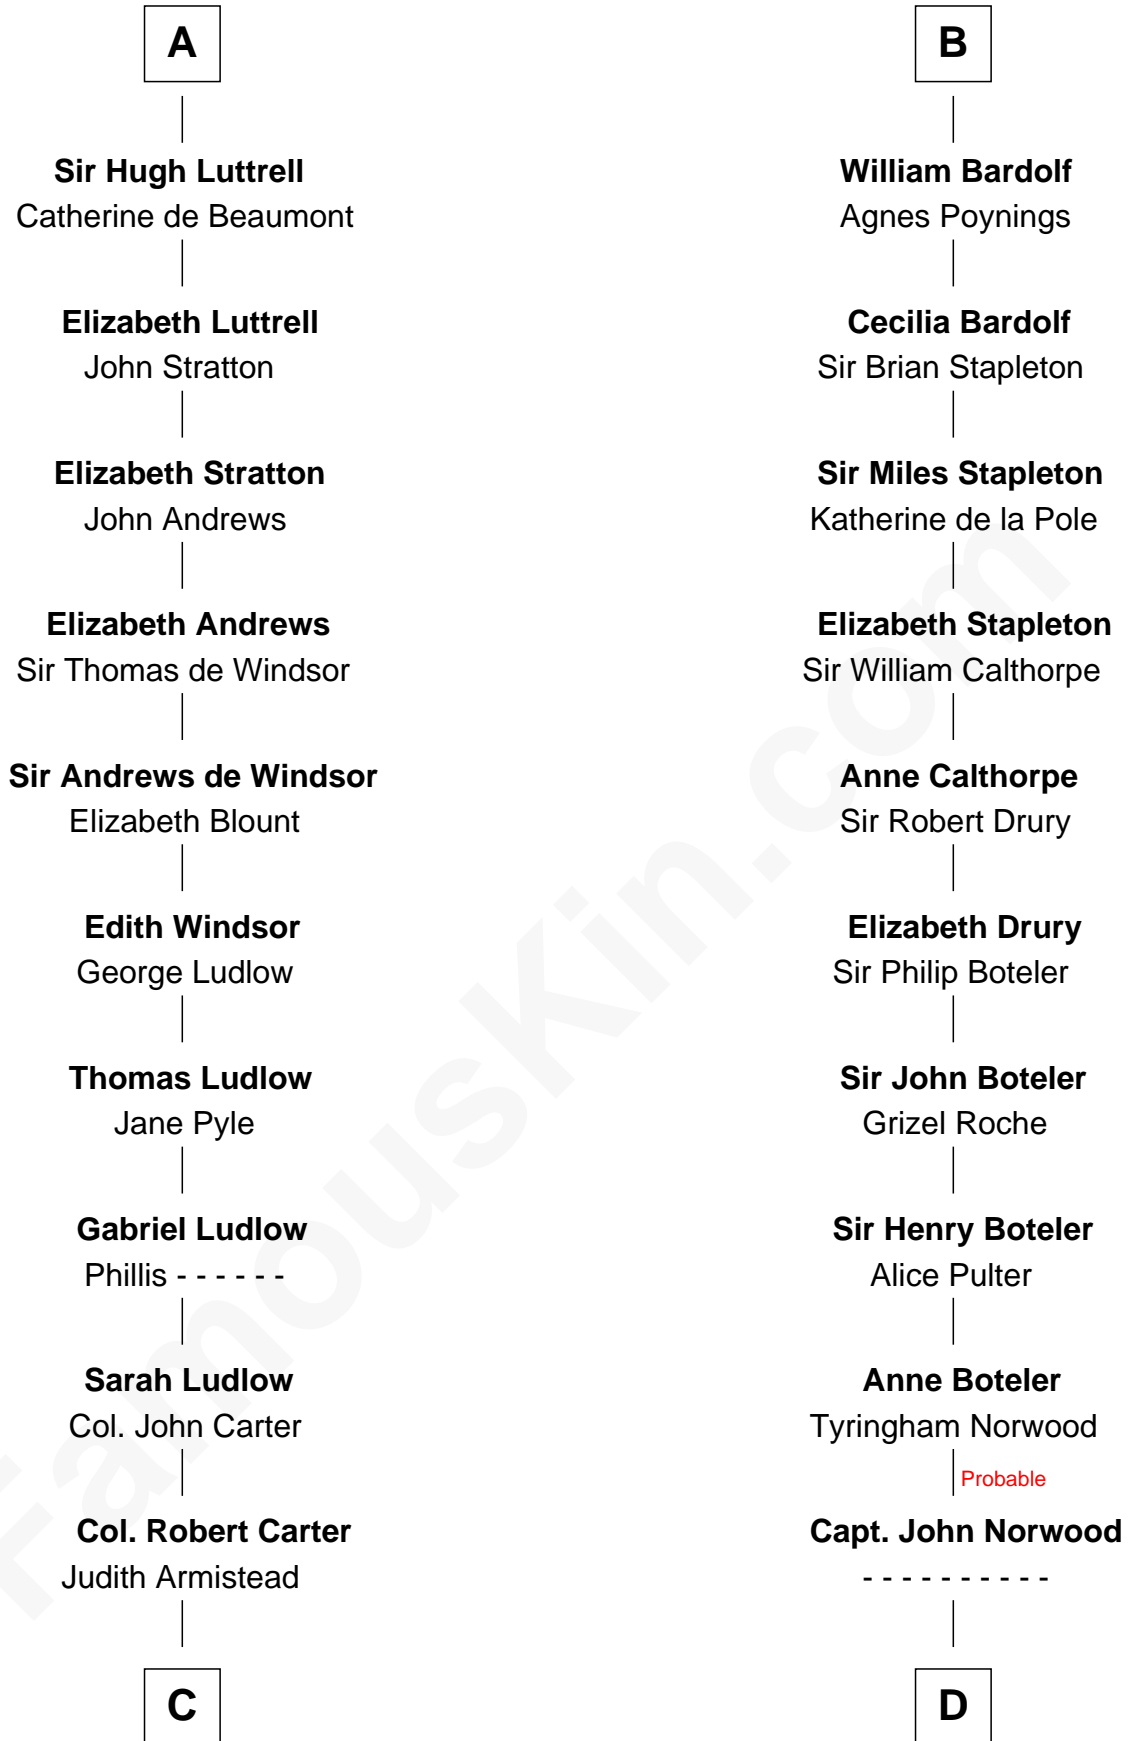 A
Sir Hugh Luttrell
Catherine de Beaumont
Elizabeth Luttrell
John Stratton
Elizabeth Stratton
John Andrews
Elizabeth Andrews
Sir Thomas de Windsor
Sir Andrews de Windsor
Elizabeth Blount
Edith Windsor
George Ludlow
Thomas Ludlow
Jane Pyle
Gabriel Ludlow
Phillis - - - - - -
Sarah Ludlow
Col. John Carter
Col. Robert Carter
Judith Armistead
C
B
William Bardolf
Agnes Poynings
Cecilia Bardolf
Sir Brian Stapleton
Sir Miles Stapleton
Katherine de la Pole
Elizabeth Stapleton
Sir William Calthorpe
Anne Calthorpe
Sir Robert Drury
Elizabeth Drury
Sir Philip Boteler
Sir John Boteler
Grizel Roche
Sir Henry Boteler
Alice Pulter
Anne Boteler
Tyringham Norwood
Probable
Capt. John Norwood
- - - - - - - - - -
D
FamousKin.com